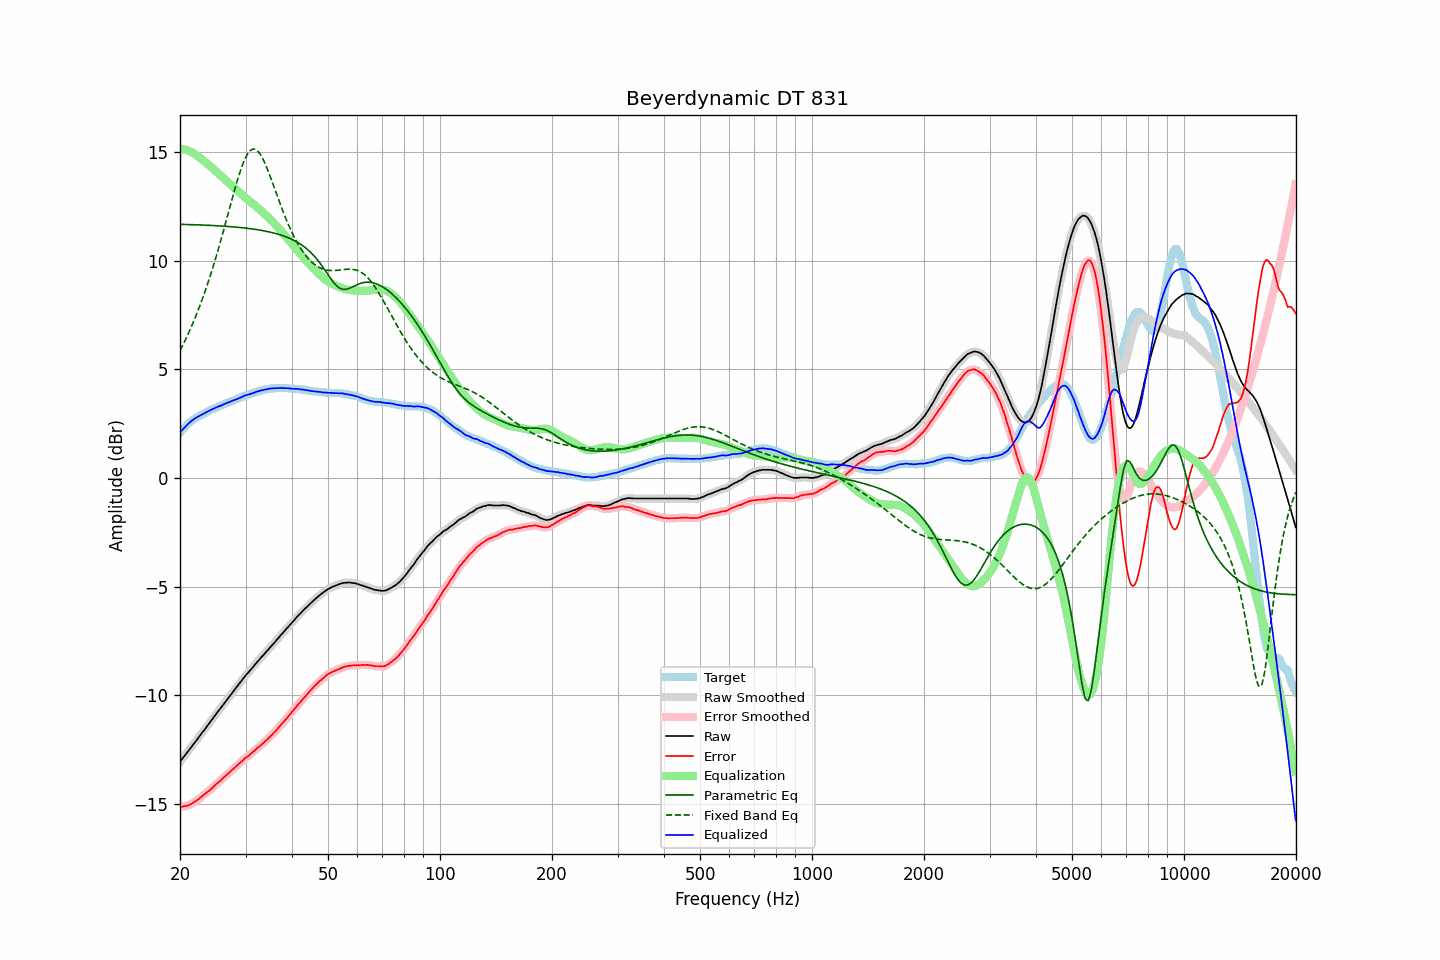 Beyerdynamic DT 831
Amplitude (dBr)
15
10
5
0
−5
−10
−15
Target
Raw Smoothed
Error Smoothed
Raw
Error
Equalization
Parametric Eq
Fixed Band Eq
Equalized
20
50
100
200
500
1000
2000
5000
10000
20000
Frequency (Hz)